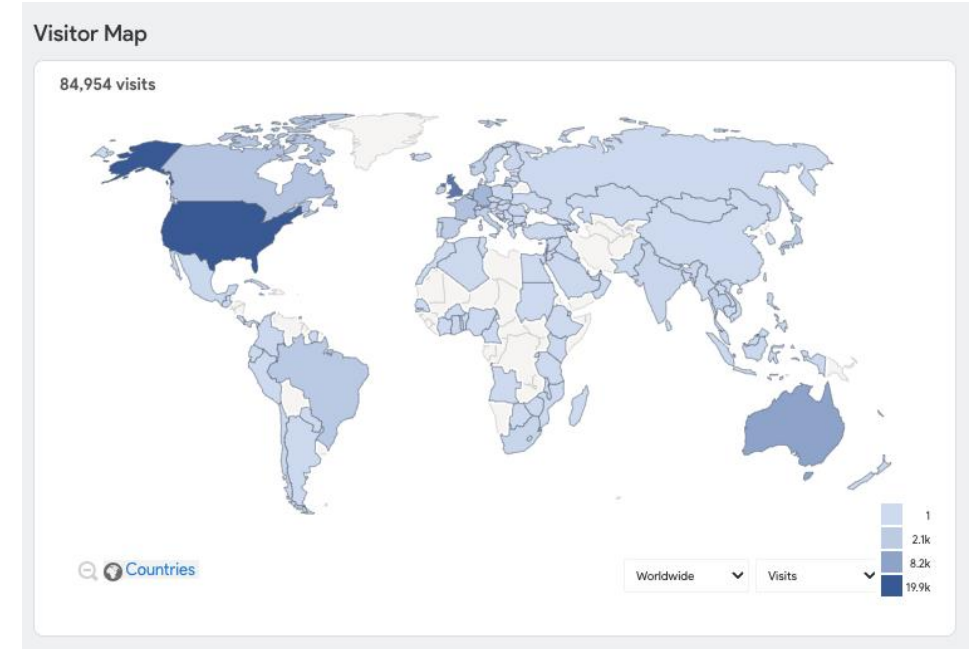 Visitor Map
84,954 visits
1
2.1k
8.2k
19.9k
Countries
Worldwide
Visits